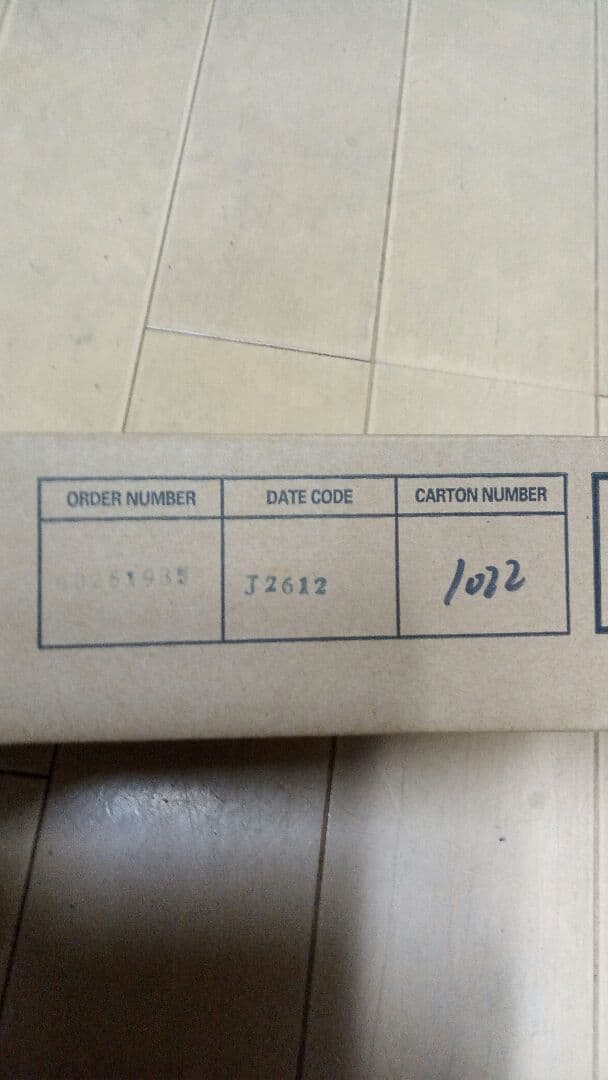 ORDER NUMBER DATE CODE CARTON NUMBER
J2612 1022